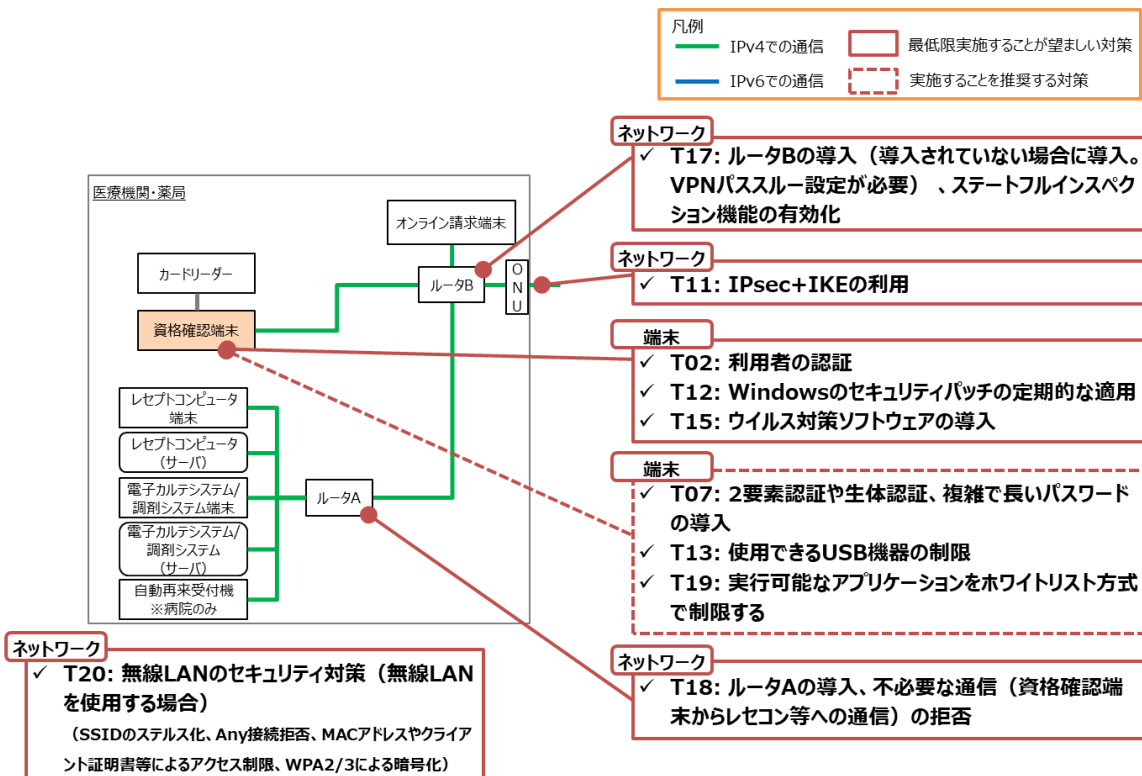 凡例
IPv4での通信
最低限実施することが望ましい対策
IPv6での通信
実施することを推奨する対策
ネットワーク
✓ T17: ルータBの導入（導入されていない場合に導入。
VPNパススルー設定が必要）、ステートフルインスペク
ション機能の有効化
医療機関・薬局
オンライン請求端末
カードリーダー
ルータB
ONU
資格確認端末
ネットワーク
✓ T11: IPsec+IKEの利用
端末
✓ T02: 利用者の認証
✓ T12: Windowsのセキュリティパッチの定期的な適用
✓ T15: ウイルス対策ソフトウェアの導入
レセプトコンピュータ
端末
レセプトコンピュータ
（サーバ）
電子カルテシステム/
調剤システム端末
ルータA
電子カルテシステム/
調剤システム
（サーバ）
自動再来受付機
※病院のみ
端末
✓ T07: 2要素認証や生体認証、複雑で長いパスワード
の導入
✓ T13: 使用できるUSB機器の制限
✓ T19: 実行可能なアプリケーションをホワイトリスト方式
で制限する
ネットワーク
✓ T20: 無線LANのセキュリティ対策（無線LAN
を使用する場合）
（SSIDのステルス化、Any接続拒否、MACアドレスやクライア
ント証明書等によるアクセス制限、WPA2/3による暗号化）
ネットワーク
✓ T18: ルータAの導入、不必要な通信（資格確認端
末からレセコン等への通信）の拒否